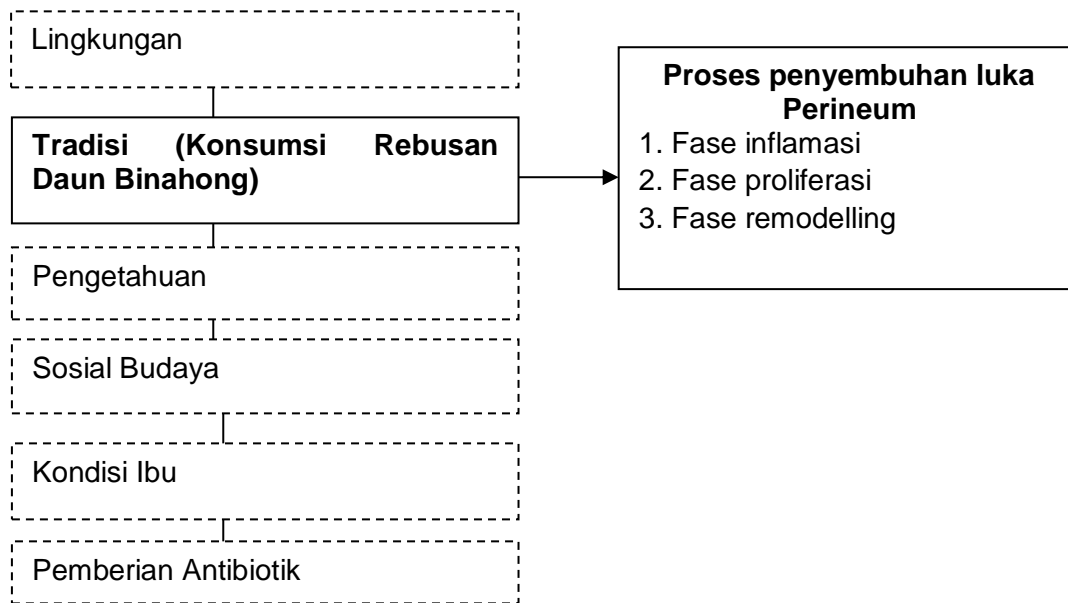 Lingkungan
Tradisi (Konsumsi Rebusan
Daun Binahong)
Pengetahuan
Sosial Budaya
Kondisi Ibu
Pemberian Antibiotik
Proses penyembuhan luka
Perineum
1. Fase inflamasi
2. Fase proliferasi
3. Fase remodelling